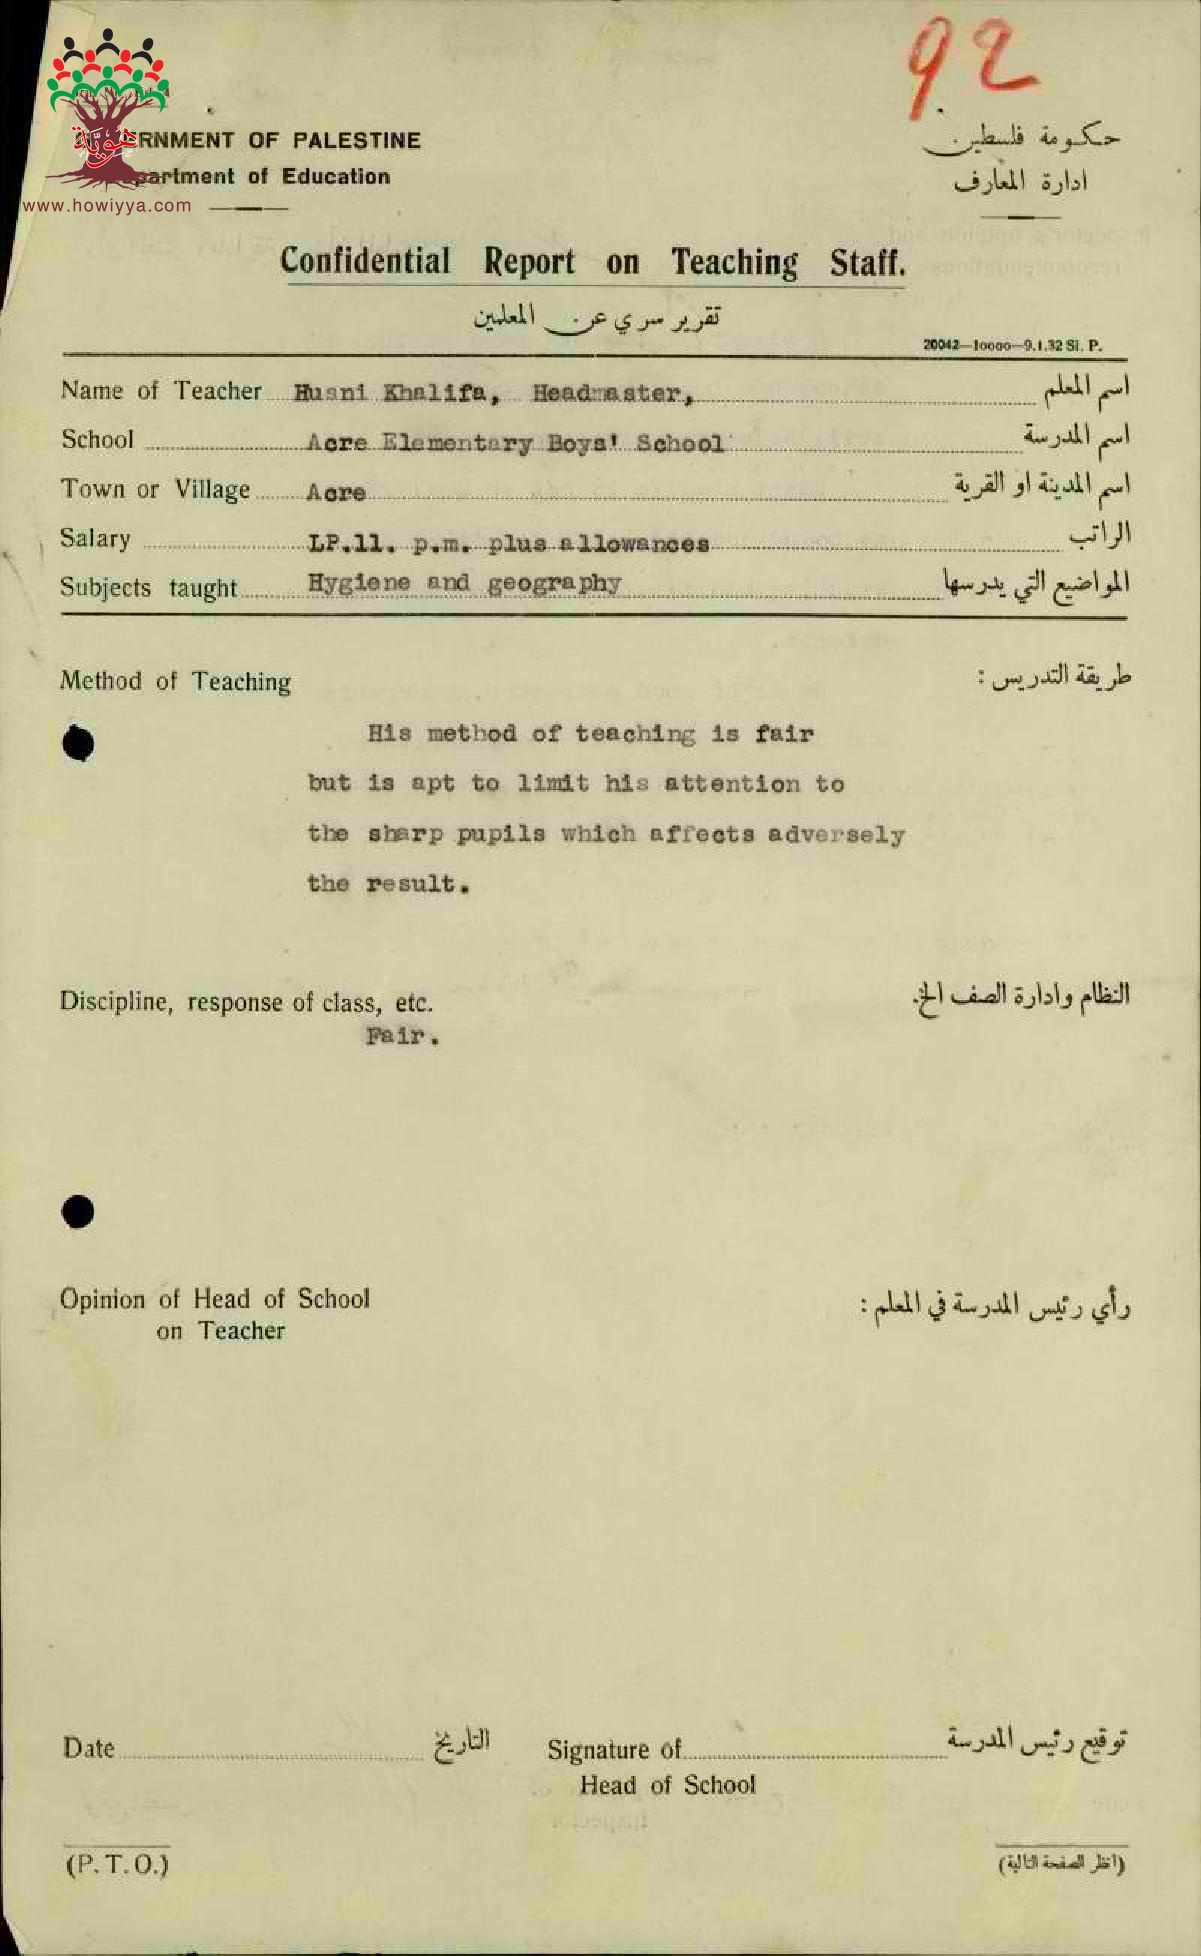 92
هوية
www.howiyya.com
GOVERNMENT OF PALESTINE
حكومة فلسطين
Department of Education
ادارة المعارف
Confidential Report on Teaching Staff.
تقرير سري عن المعلمين
20042—10000—9.1.32 Si. P.
Name of Teacher Husni Khalifa, Headmaster, اسم المعلم
School Acre Elementary Boys' School اسم المدرسة
Town or Village Acre اسم المدينة او القرية
Salary LP.11. p.m. plus allowances الراتب
Subjects taught Hygiene and geography المواضيع التي يدرسها
Method of Teaching طريقة التدريس :
His method of teaching is fair
but is apt to limit his attention to
the sharp pupils which affects adversely
the result.
Discipline, response of class, etc. النظام وادارة الصف الخ.
Fair.
Opinion of Head of School رأي رئيس المدرسة في المعلم :
on Teacher
Date التاريخ Signature of توقيع رئيس المدرسة
Head of School
(P.T.O.) (انظر الصفحة التالية)